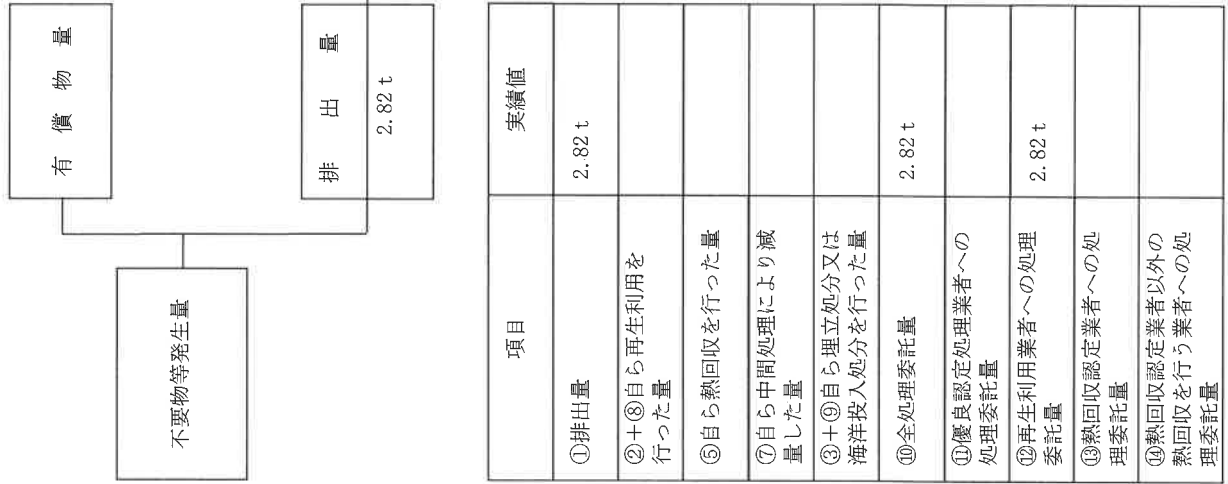 有償物量
不要物等発生量
排出量
2.82 t
項目
実績値
①排出量
2.82 t
②+⑧自ら再生利用を
行った量
⑤自ら熱回収を行った量
⑦自ら中間処理により減
量した量
③+⑨自ら埋立処分又は
海洋投入処分を行った量
⑩全処理委託量
2.82 t
⑪優良認定処理業者への
処理委託量
⑫再生利用業者への処理
委託量
2.82 t
⑬熱回収認定業者への処
理委託量
⑭熱回収認定業者以外の
熱回収を行う業者への処
理委託量